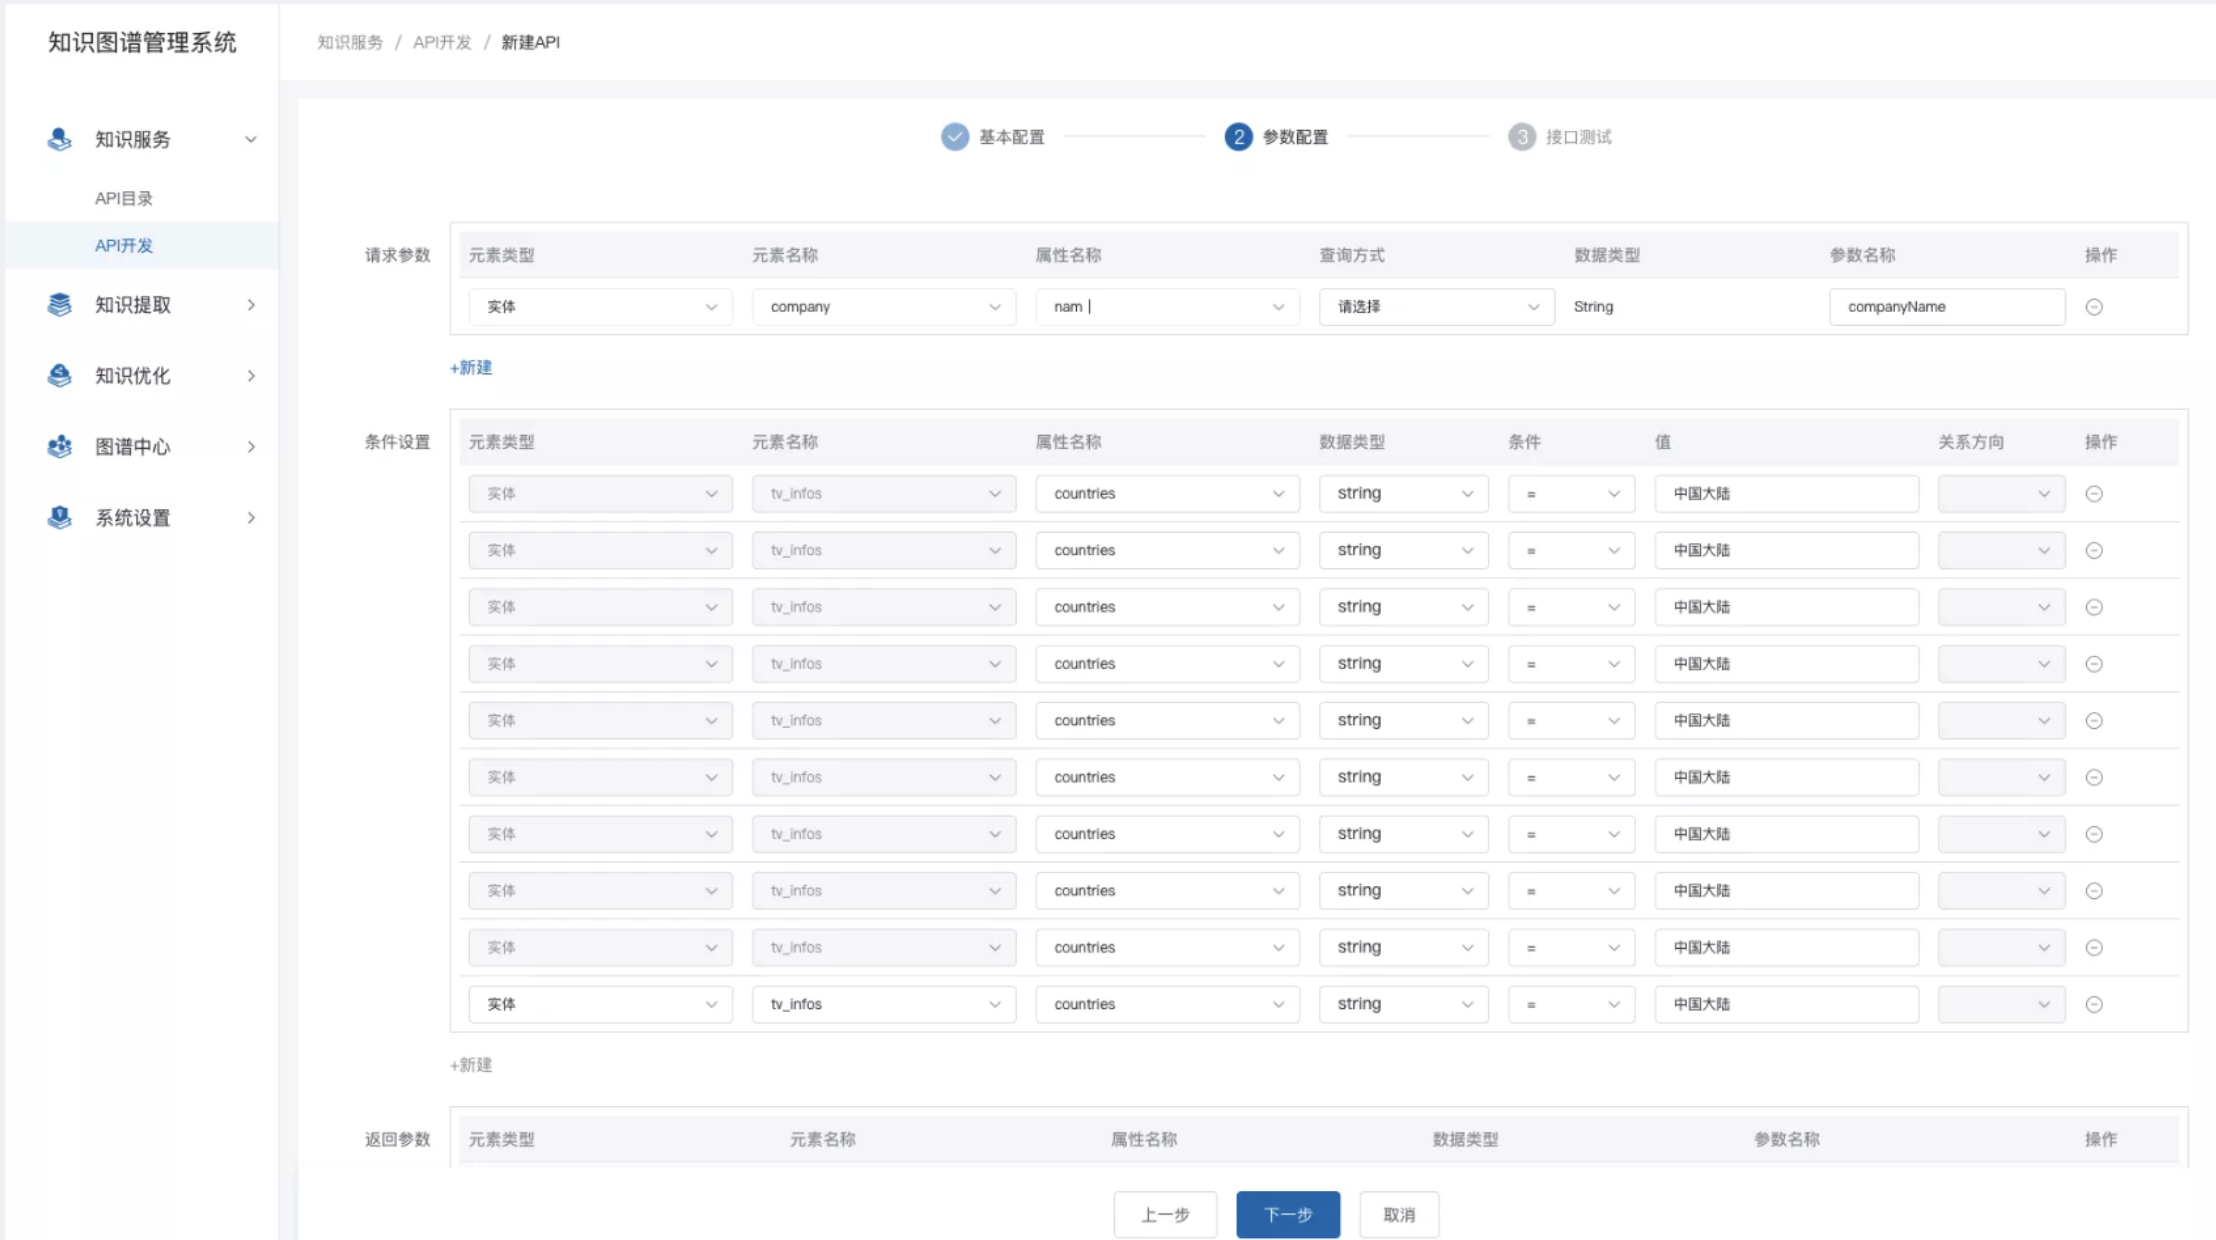 知识图谱管理系统
知识服务 / API开发 / 新建API
知识服务
API目录
API开发
知识提取
知识优化
图谱中心
系统设置
基本配置 2 参数配置 3 接口测试
请求参数 元素类型 元素名称 属性名称 查询方式 数据类型 参数名称 操作
实体 company nam 请选择 String companyName
+新建
条件设置 元素类型 元素名称 属性名称 数据类型 条件 值 关系方向 操作
实体 tv_infos countries string = 中国大陆
实体 tv_infos countries string = 中国大陆
实体 tv_infos countries string = 中国大陆
实体 tv_infos countries string = 中国大陆
实体 tv_infos countries string = 中国大陆
实体 tv_infos countries string = 中国大陆
实体 tv_infos countries string = 中国大陆
实体 tv_infos countries string = 中国大陆
实体 tv_infos countries string = 中国大陆
实体 tv_infos countries string = 中国大陆
+新建
返回参数 元素类型 元素名称 属性名称 数据类型 参数名称 操作
上一步 下一步 取消